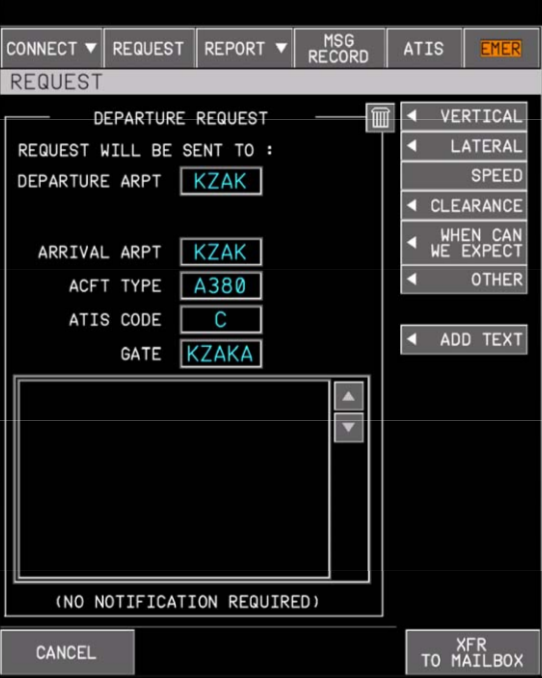 CONNECT ▼ REQUEST REPORT ▼ MSG RECORD ATIS EMER
REQUEST
DEPARTURE REQUEST
◀ VERTICAL
REQUEST WILL BE SENT TO :
◀ LATERAL
DEPARTURE ARPT KZAK
SPEED
◀ CLEARANCE
◀ WHEN CAN
WE EXPECT
ARRIVAL ARPT KZAK
◀ OTHER
ACFT TYPE A380
ATIS CODE C
◀ ADD TEXT
GATE KZAKA
(NO NOTIFICATION REQUIRED)
CANCEL
XFR
TO MAILBOX